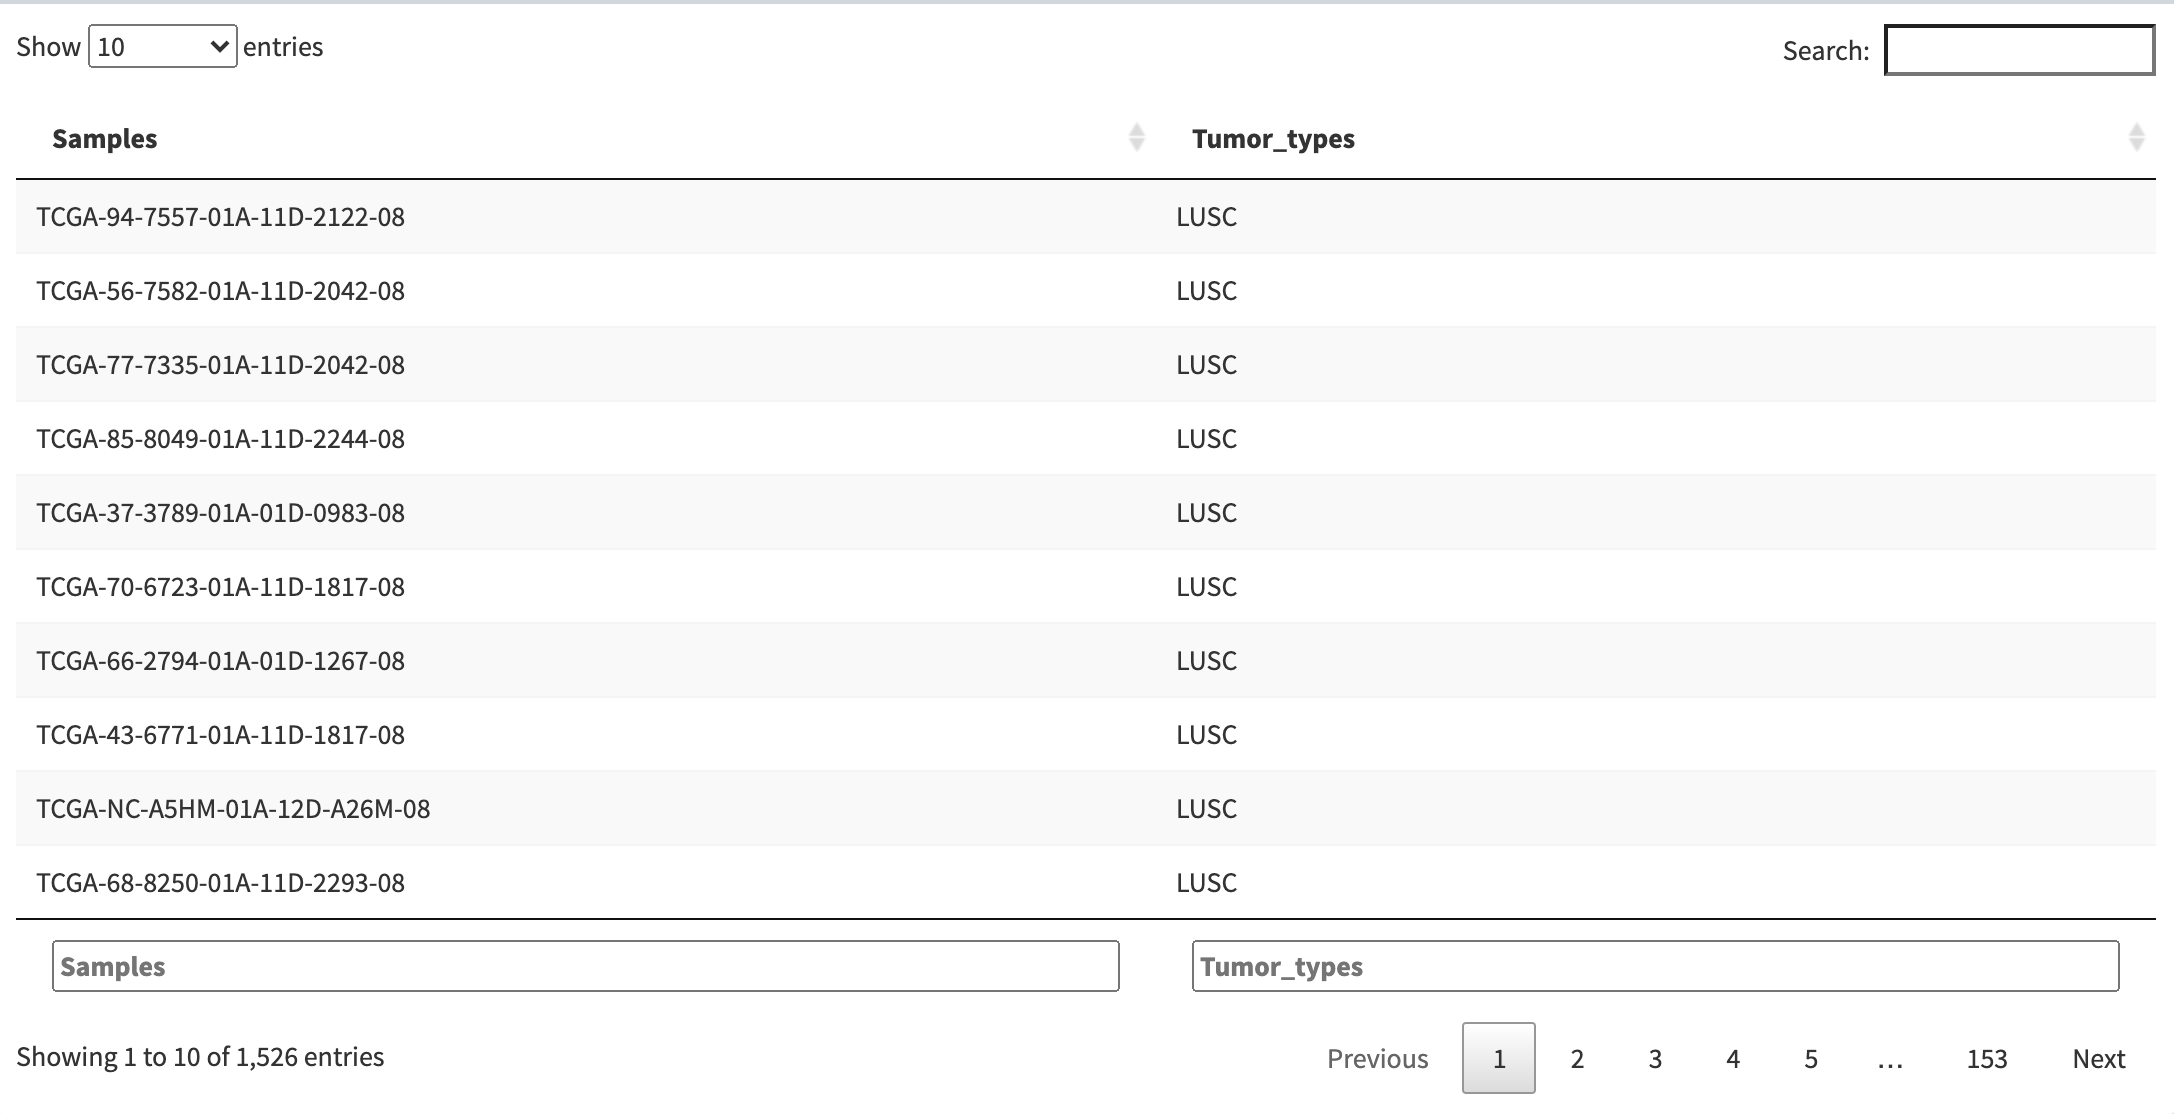 Show 10 entries Search:
Samples Tumor_types
TCGA-94-7557-01A-11D-2122-08 LUSC
TCGA-56-7582-01A-11D-2042-08 LUSC
TCGA-77-7335-01A-11D-2042-08 LUSC
TCGA-85-8049-01A-11D-2244-08 LUSC
TCGA-37-3789-01A-01D-0983-08 LUSC
TCGA-70-6723-01A-11D-1817-08 LUSC
TCGA-66-2794-01A-01D-1267-08 LUSC
TCGA-43-6771-01A-11D-1817-08 LUSC
TCGA-NC-A5HM-01A-12D-A26M-08 LUSC
TCGA-68-8250-01A-11D-2293-08 LUSC
Samples Tumor_types
Showing 1 to 10 of 1,526 entries Previous 1 2 3 4 5 … 153 Next